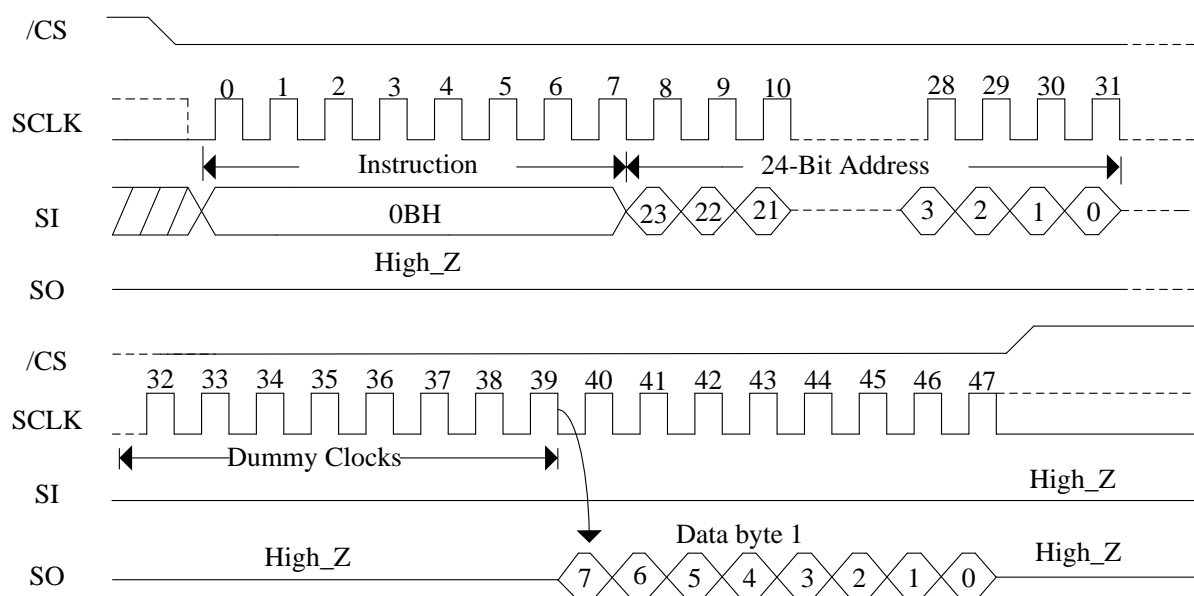 /CS
0 1 2 3 4 5 6 7 8 9 10 28 29 30 31
SCLK
Instruction 24-Bit Address
SI 0BH 23 22 21 3 2 1 0
High_Z
SO
/CS
32 33 34 35 36 37 38 39 40 41 42 43 44 45 46 47
SCLK
Dummy Clocks
SI High_Z
Data byte 1
High_Z High_Z
SO 7 6 5 4 3 2 1 0